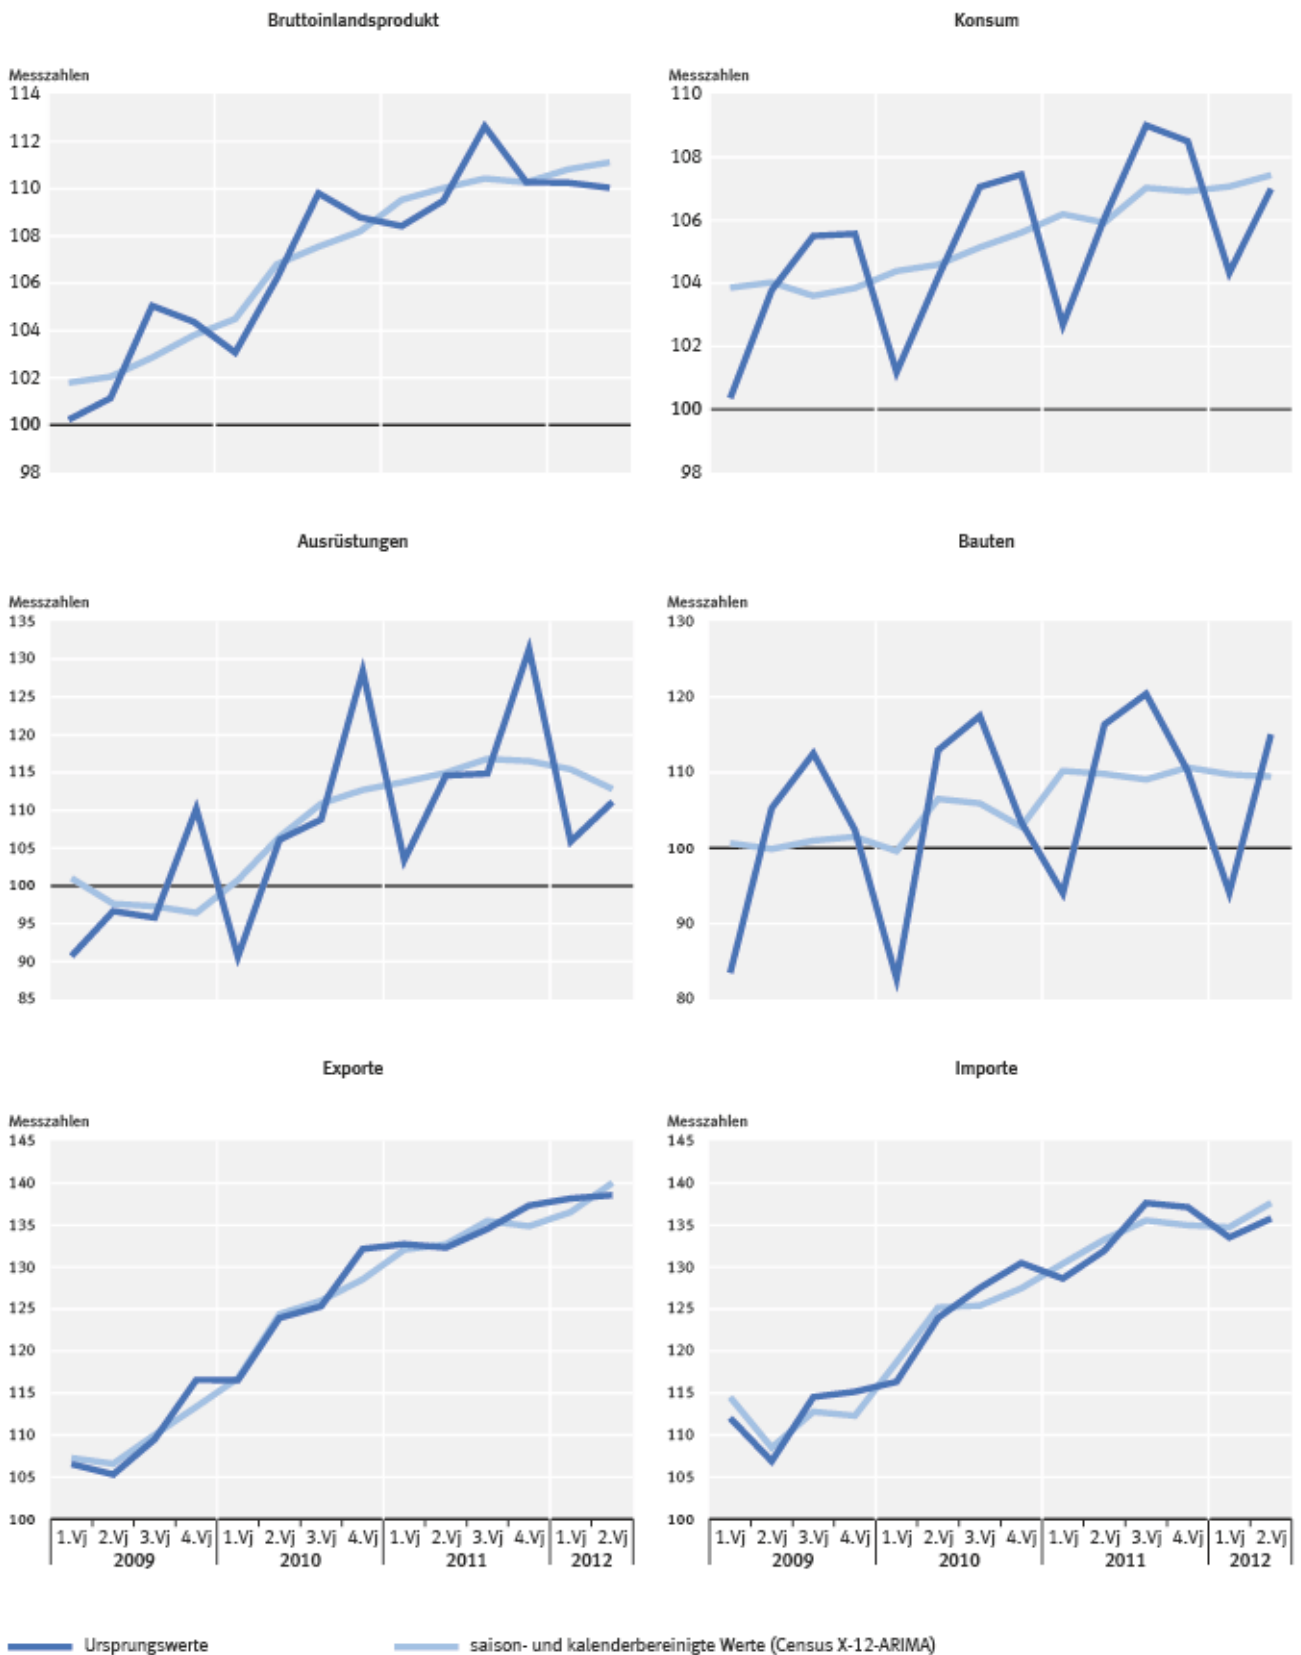 Bruttoinlandsprodukt
Messzahlen
114
112
110
108
106
104
102
100
98
Konsum
Messzahlen
110
108
106
104
102
100
98
Ausrüstungen
Messzahlen
135
130
125
120
115
110
105
100
95
90
85
Bauten
Messzahlen
130
120
110
100
90
80
Exporte
Messzahlen
145
140
135
130
125
120
115
110
105
100
1.Vj 2.Vj 3.Vj 4.Vj 1.Vj 2.Vj 3.Vj 4.Vj 1.Vj 2.Vj 3.Vj 4.Vj 1.Vj 2.Vj
2009 2010 2011 2012
Importe
Messzahlen
145
140
135
130
125
120
115
110
105
100
1.Vj 2.Vj 3.Vj 4.Vj 1.Vj 2.Vj 3.Vj 4.Vj 1.Vj 2.Vj 3.Vj 4.Vj 1.Vj 2.Vj
2009 2010 2011 2012
Ursprungswerte
saison- und kalenderbereinigte Werte (Census X-12-ARIMA)